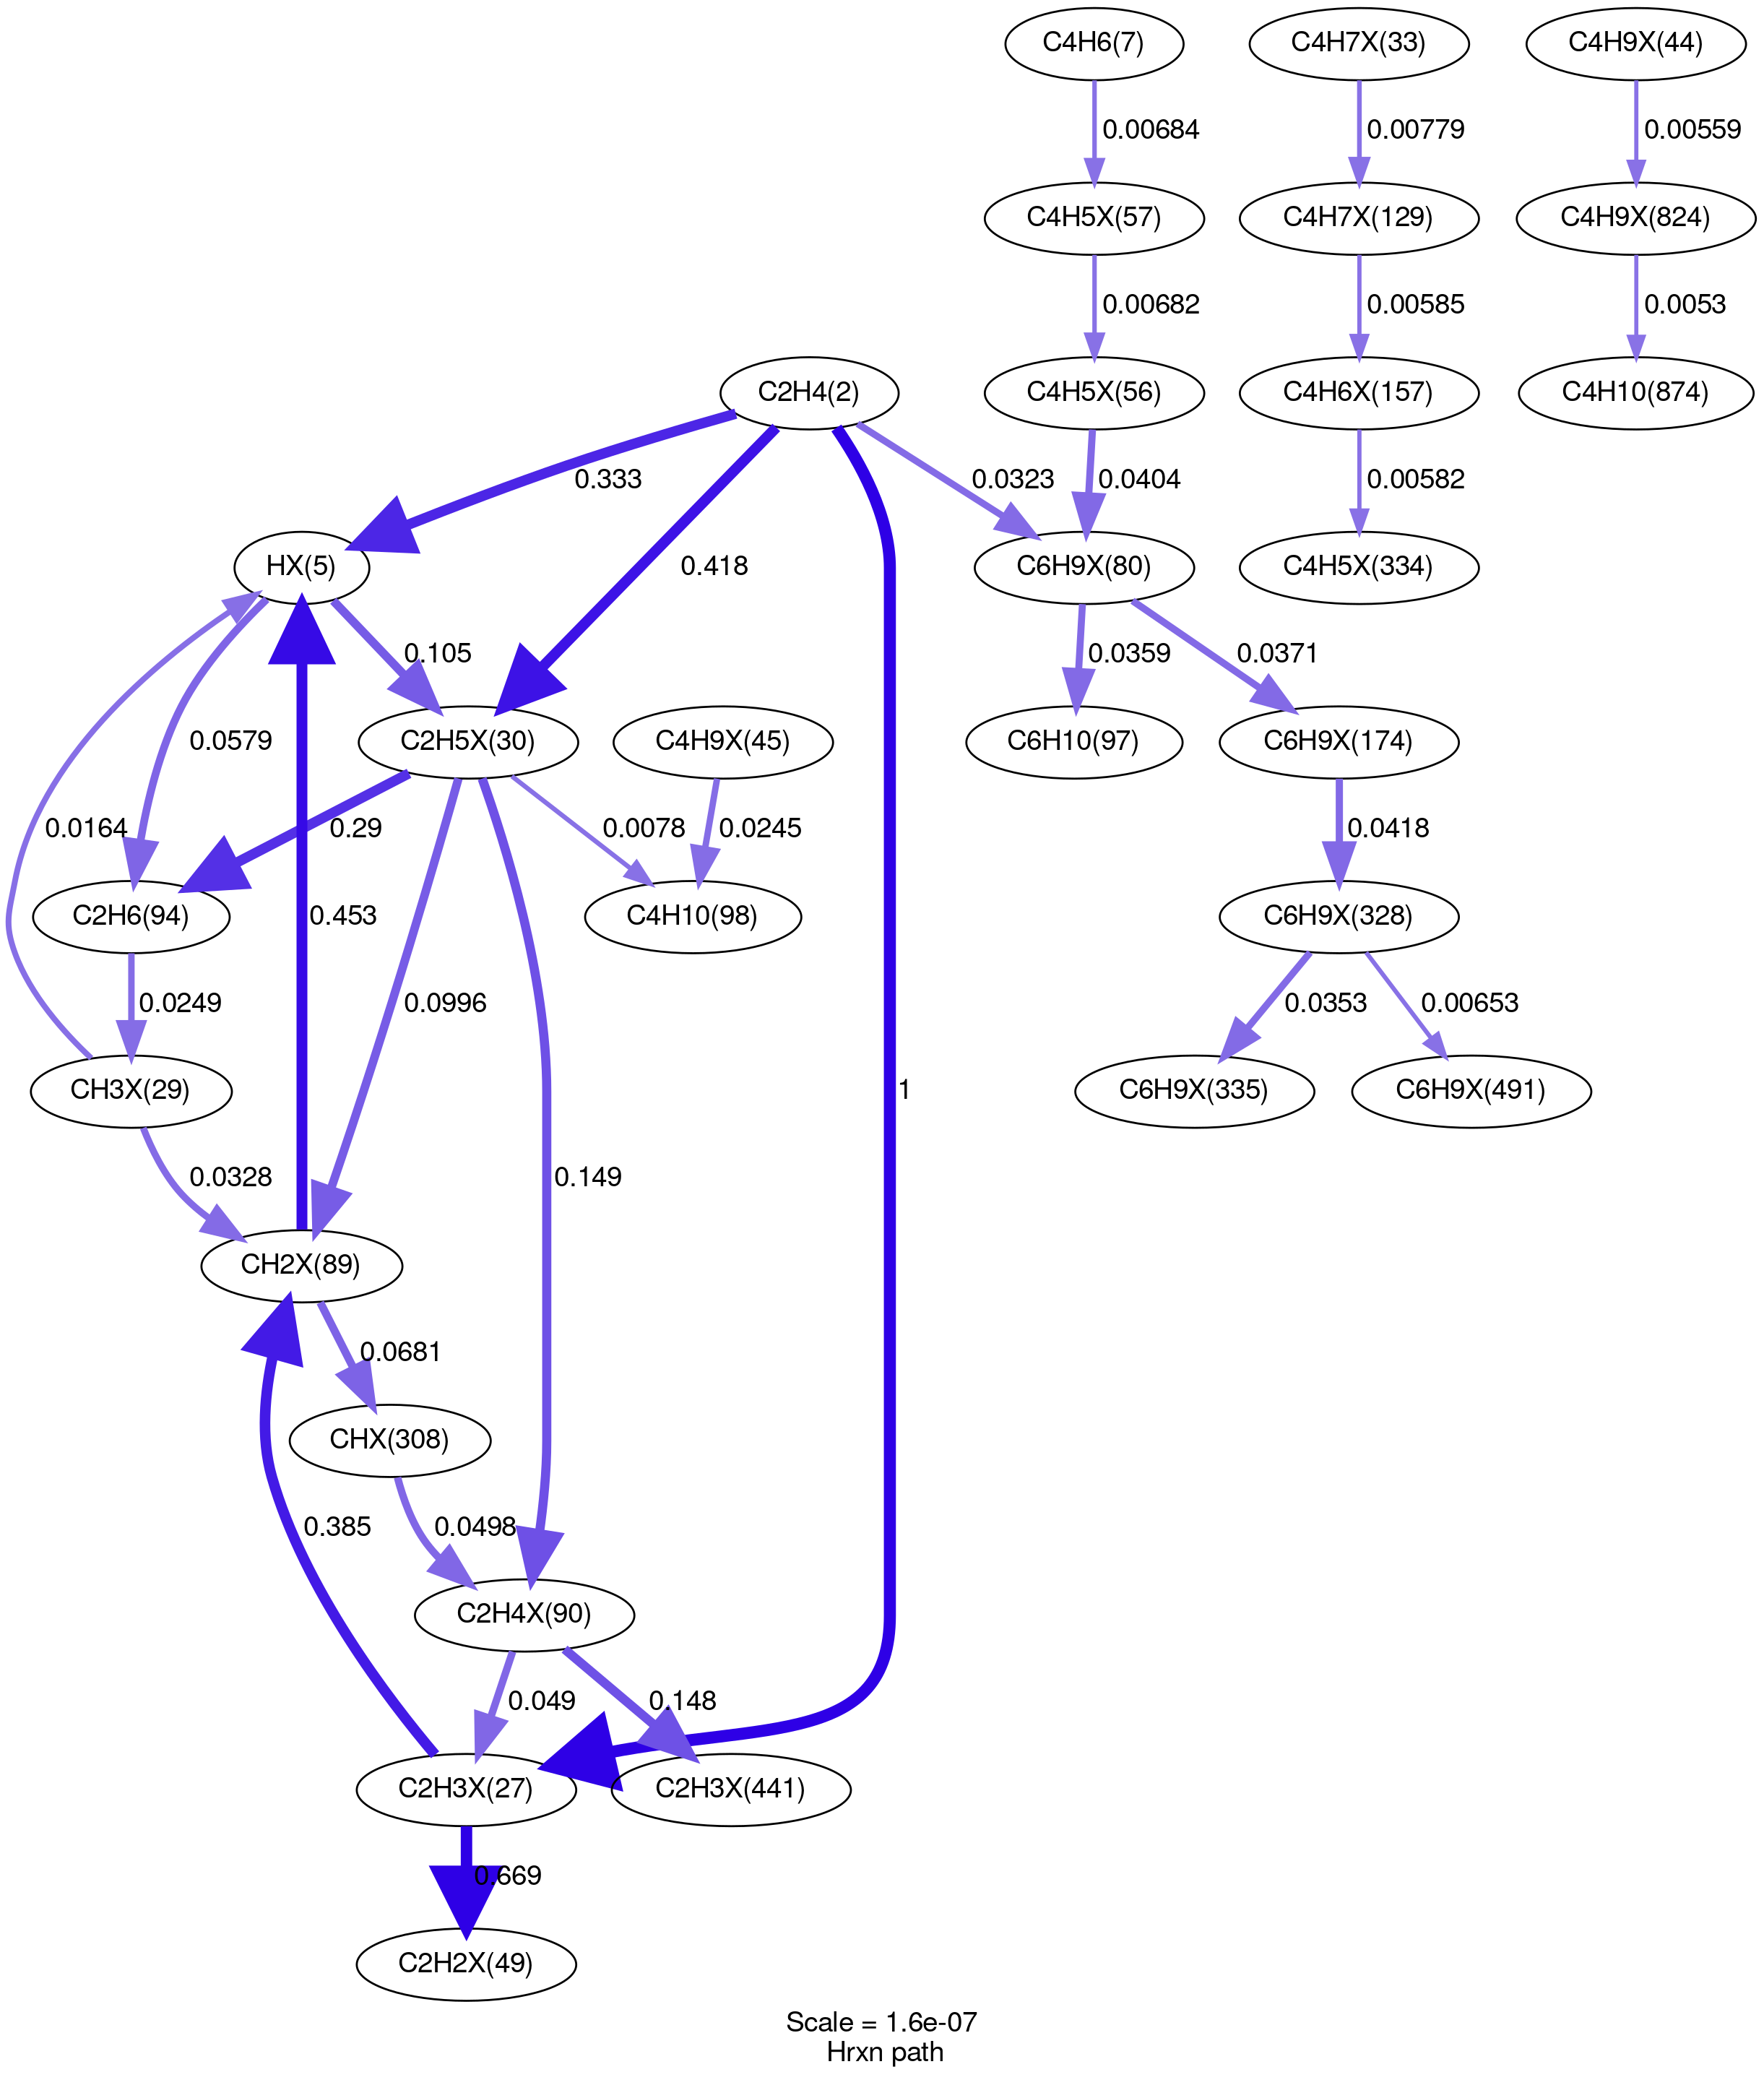 C4H6(7)
C4H7X(33)
C4H9X(44)
0.00684
0.00779
0.00559
C4H5X(57)
C4H7X(129)
C4H9X(824)
0.00682
0.00585
0.0053
C2H4(2)
C4H5X(56)
C4H6X(157)
C4H10(874)
0.333
0.418
0.0323
0.0404
0.00582
HX(5)
C6H9X(80)
C4H5X(334)
0.105
0.0359
0.0371
0.0579
C2H5X(30)
C4H9X(45)
C6H10(97)
C6H9X(174)
0.0164
0.29
0.0078
0.0245
0.0418
C2H6(94)
0.453
C4H10(98)
C6H9X(328)
0.0249
0.0996
0.0353
0.00653
CH3X(29)
1
C6H9X(335)
C6H9X(491)
0.0328
0.149
CH2X(89)
0.0681
CHX(308)
0.385
0.0498
C2H4X(90)
0.049
0.148
C2H3X(27)
C2H3X(441)
0.669
C2H2X(49)
Scale = 1.6e-07
Hrxn path